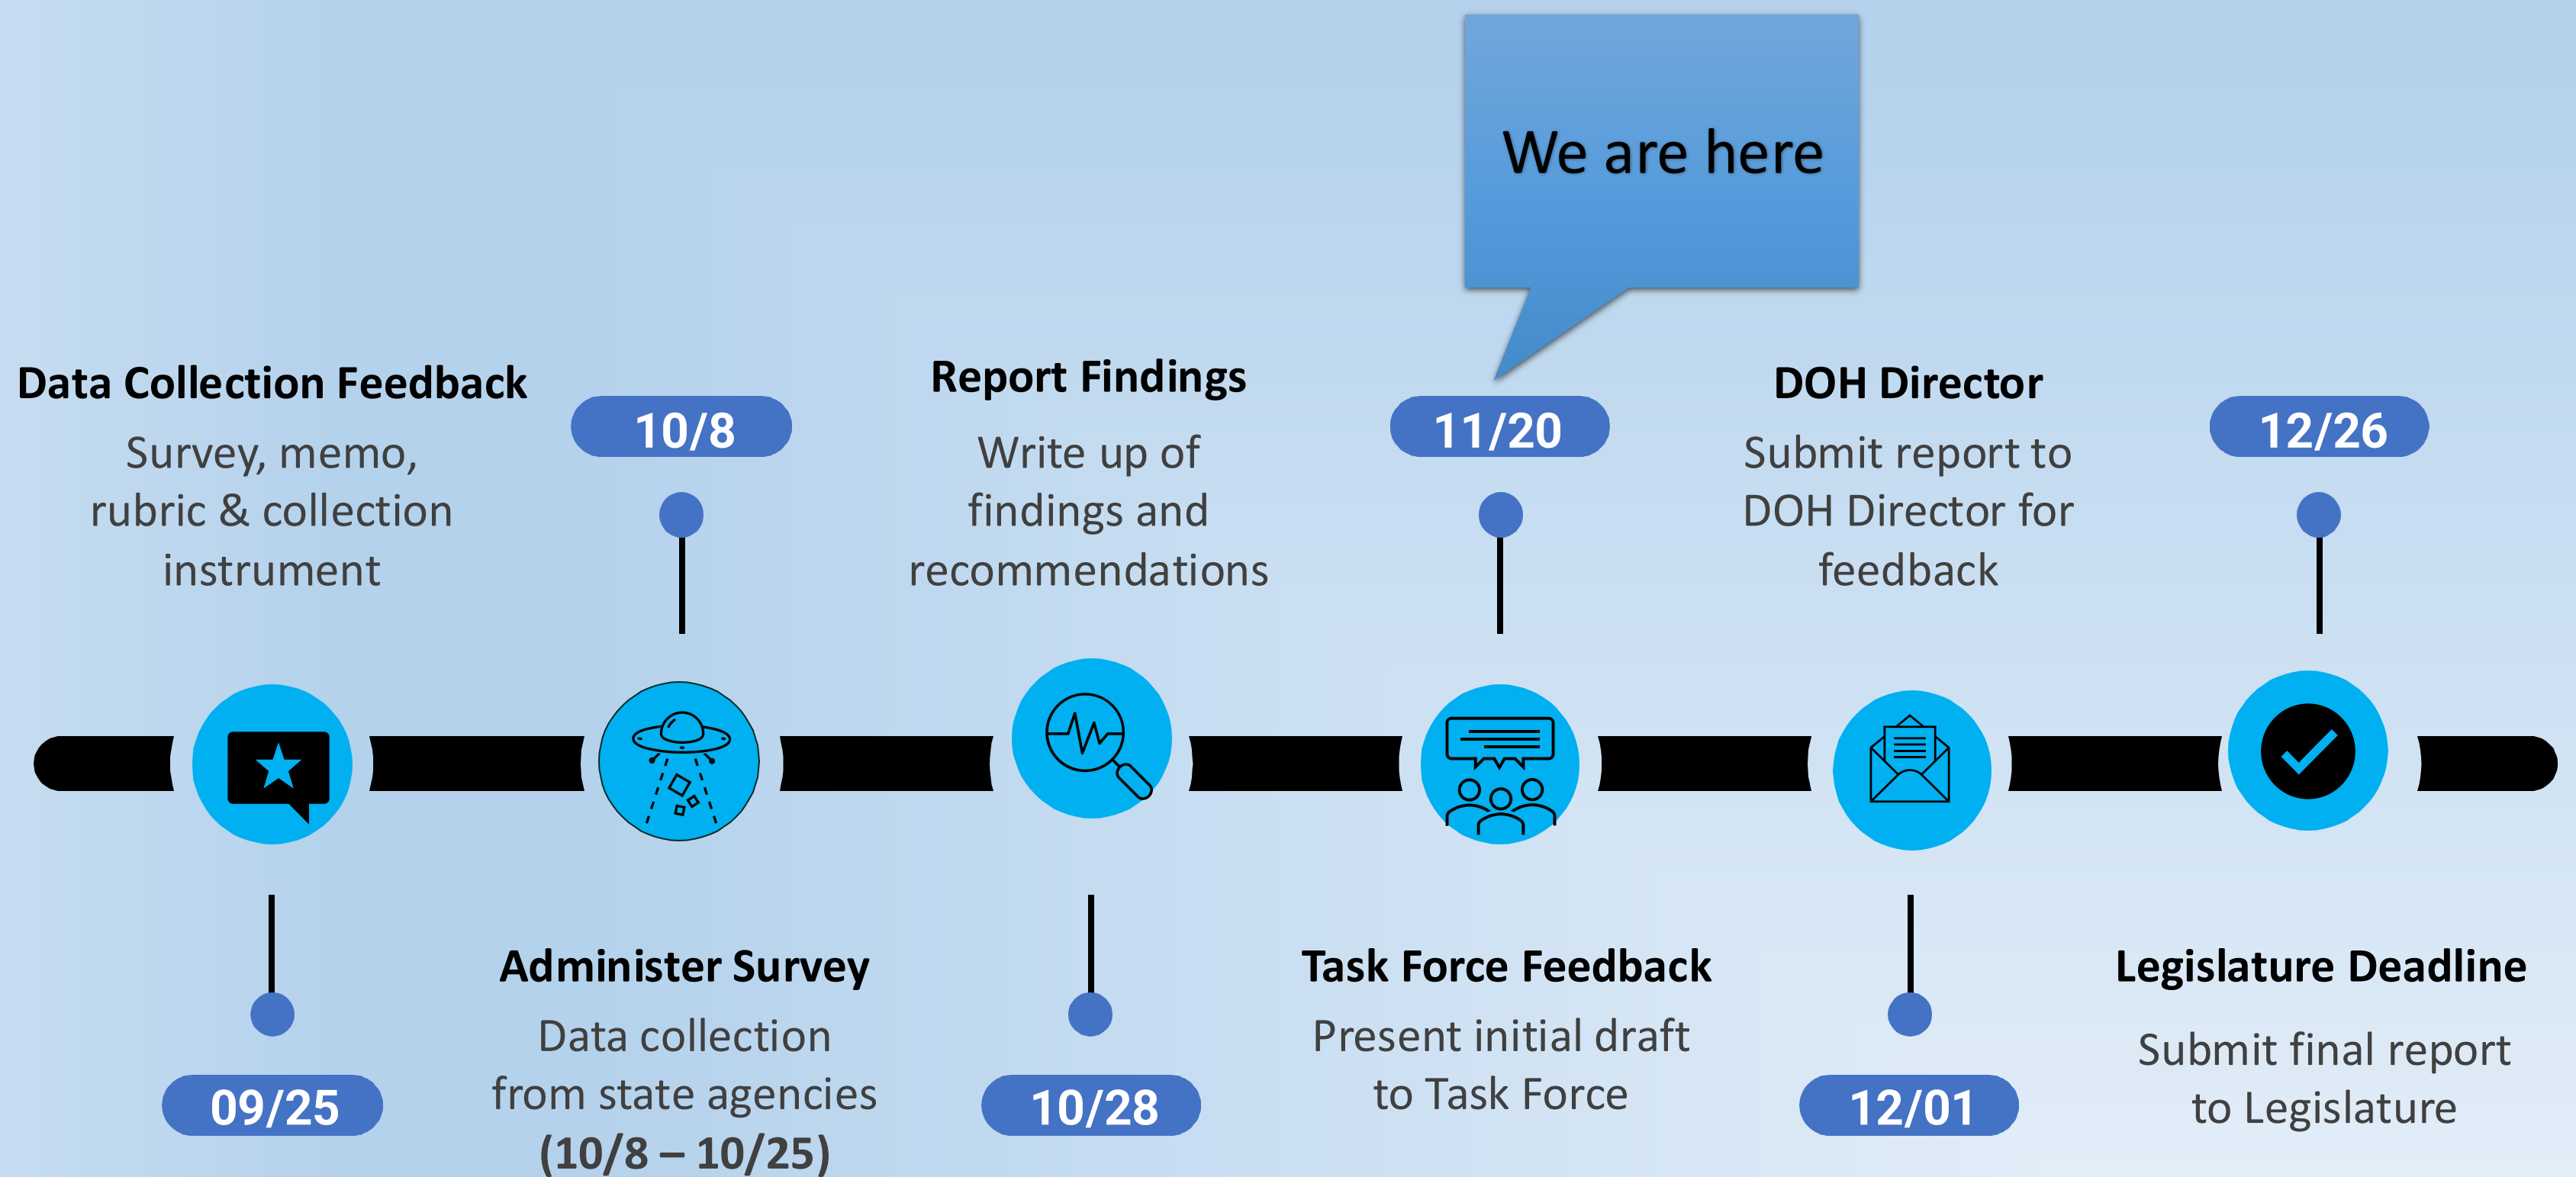 We are here
Data Collection Feedback
Survey, memo,
rubric & collection
instrument
09/25
10/8
Administer Survey
Data collection
from state agencies
(10/8 – 10/25)
Report Findings
Write up of
findings and
recommendations
10/28
11/20
Task Force Feedback
Present initial draft
to Task Force
DOH Director
Submit report to
DOH Director for
feedback
12/01
12/26
Legislature Deadline
Submit final report
to Legislature